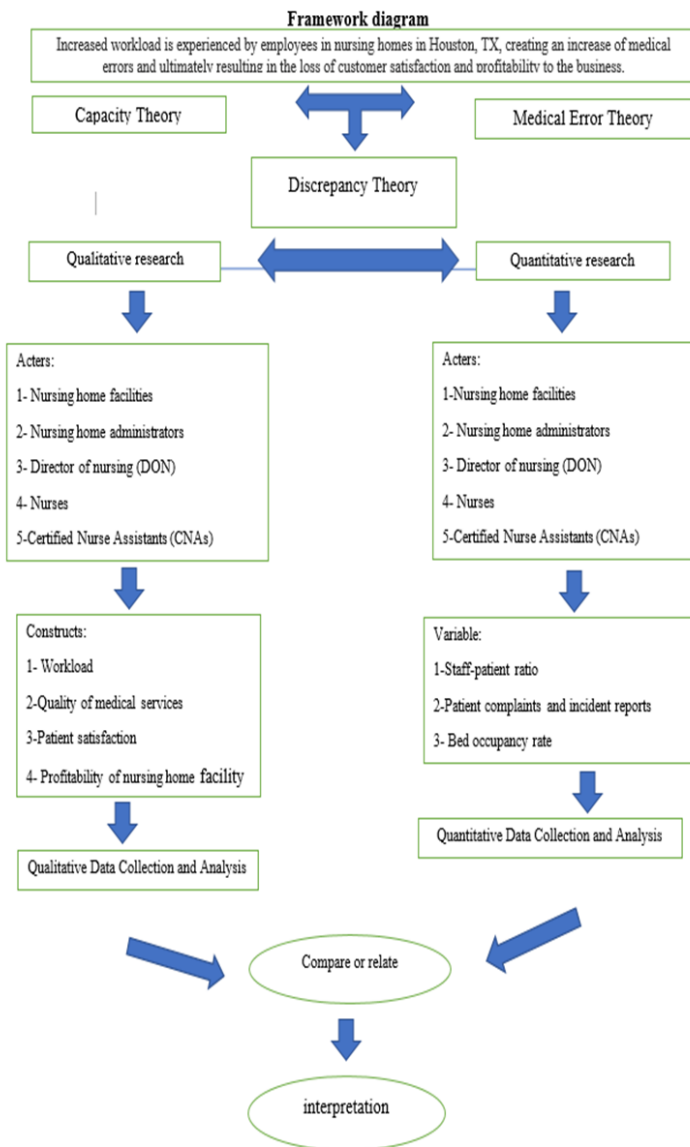 Framework diagram
Increased workload is experienced by employees in nursing homes in Houston, TX, creating an increase of medical
errors and ultimately resulting in the loss of customer satisfaction and profitability to the business.
Capacity Theory
Medical Error Theory
Discrepancy Theory
Qualitative research
Quantitative research
Acters:
1- Nursing home facilities
2- Nursing home administrators
3- Director of nursing (DON)
4- Nurses
5-Certified Nurse Assistants (CNAs)
Acters:
1-Nursing home facilities
2- Nursing home administrators
3- Director of nursing (DON)
4- Nurses
5-Certified Nurse Assistants (CNAs)
Constructs:
1- Workload
2-Quality of medical services
3-Patient satisfaction
4- Profitability of nursing home facility
Variable:
1-Staff-patient ratio
2-Patient complaints and incident reports
3- Bed occupancy rate
Qualitative Data Collection and Analysis
Quantitative Data Collection and Analysis
Compare or relate
interpretation